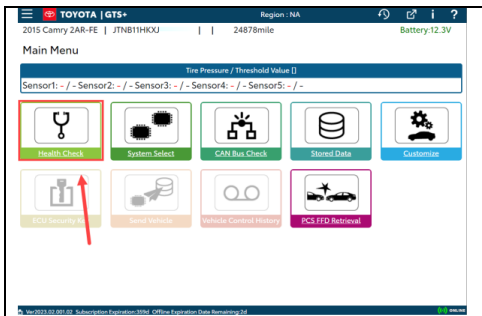 TOYOTA | GTS+ Region : NA i ?
2015 Camry 2AR-FE | JTNB11HKXJ | | 24878mile Battery:12.3V
Main Menu
Tire Pressure / Threshold Value []
Sensor1: - / - Sensor2: - / - Sensor3: - / - Sensor4: - / - Sensor5: - / -
Health Check System Select CAN Bus Check Stored Data Customize
ECU Security Key Send Vehicle Vehicle Control History PCS FFD Retrieval
Ver2023.02.001.02 Subscription Expiration:359d Offline Expiration Date Remaining:2d ONLINE